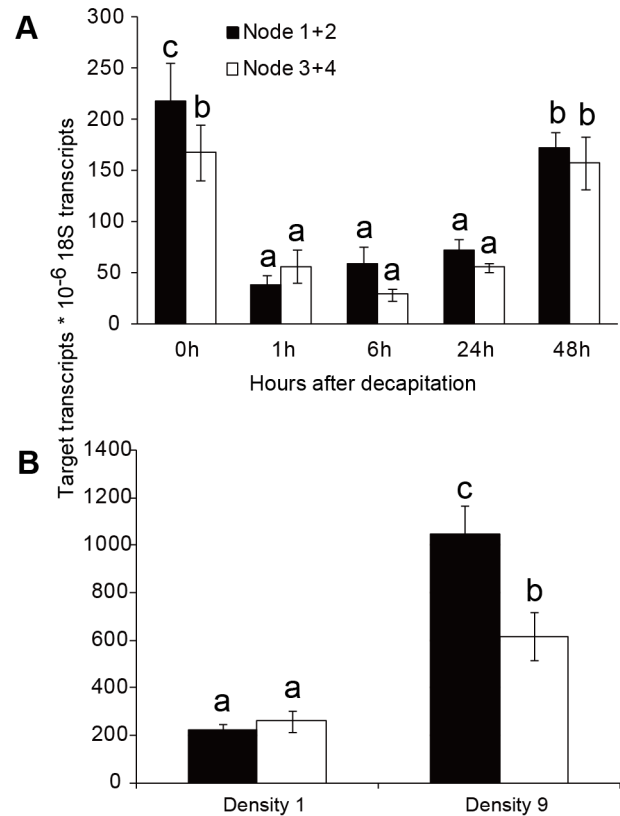 A
300
250
200
150
100
50
0
Node 1+2
Node 3+4
c
b
a
a
a
a
a
a
b
b
0h 1h 6h 24h 48h
Hours after decapitation
Target transcripts * 10-6 18S transcripts
B
1400
1200
1000
800
600
400
200
0
a
a
c
b
Density 1 Density 9